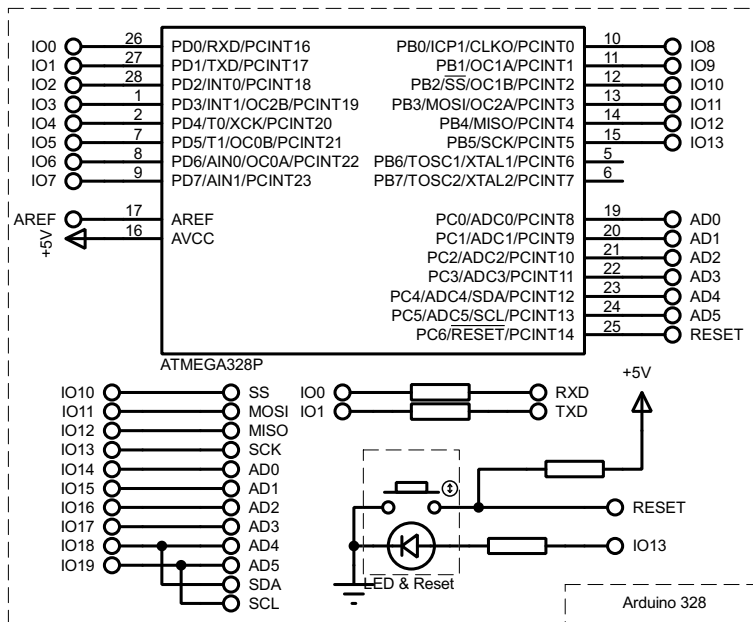 IO0 26 PD0/RXD/PCINT16 PB0/ICP1/CLKO/PCINT0 10 IO8
IO1 27 PD1/TXD/PCINT17 PB1/OC1A/PCINT1 11 IO9
IO2 28 PD2/INT0/PCINT18 PB2/SS/OC1B/PCINT2 12 IO10
IO3 1 PD3/INT1/OC2B/PCINT19 PB3/MOSI/OC2A/PCINT3 13 IO11
IO4 2 PD4/T0/XCK/PCINT20 PB4/MISO/PCINT4 14 IO12
IO5 7 PD5/T1/OC0B/PCINT21 PB5/SCK/PCINT5 15 IO13
IO6 8 PD6/AIN0/OC0A/PCINT22 PB6/TOSC1/XTAL1/PCINT6 5
IO7 9 PD7/AIN1/PCINT23 PB7/TOSC2/XTAL2/PCINT7 6
AREF 17 AREF PC0/ADC0/PCINT8 19 AD0
+5V 16 AVCC PC1/ADC1/PCINT9 20 AD1
PC2/ADC2/PCINT10 21 AD2
PC3/ADC3/PCINT11 22 AD3
PC4/ADC4/SDA/PCINT12 23 AD4
PC5/ADC5/SCL/PCINT13 24 AD5
PC6/RESET/PCINT14 25 RESET
ATMEGA328P
+5V
IO10 SS IO0 RXD
IO11 MOSI IO1 TXD
IO12 MISO
IO13 SCK
IO14 AD0
IO15 AD1
IO16 AD2 RESET
IO17 AD3
IO18 AD4 IO13
IO19 AD5
SDA LED & Reset
SCL Arduino 328